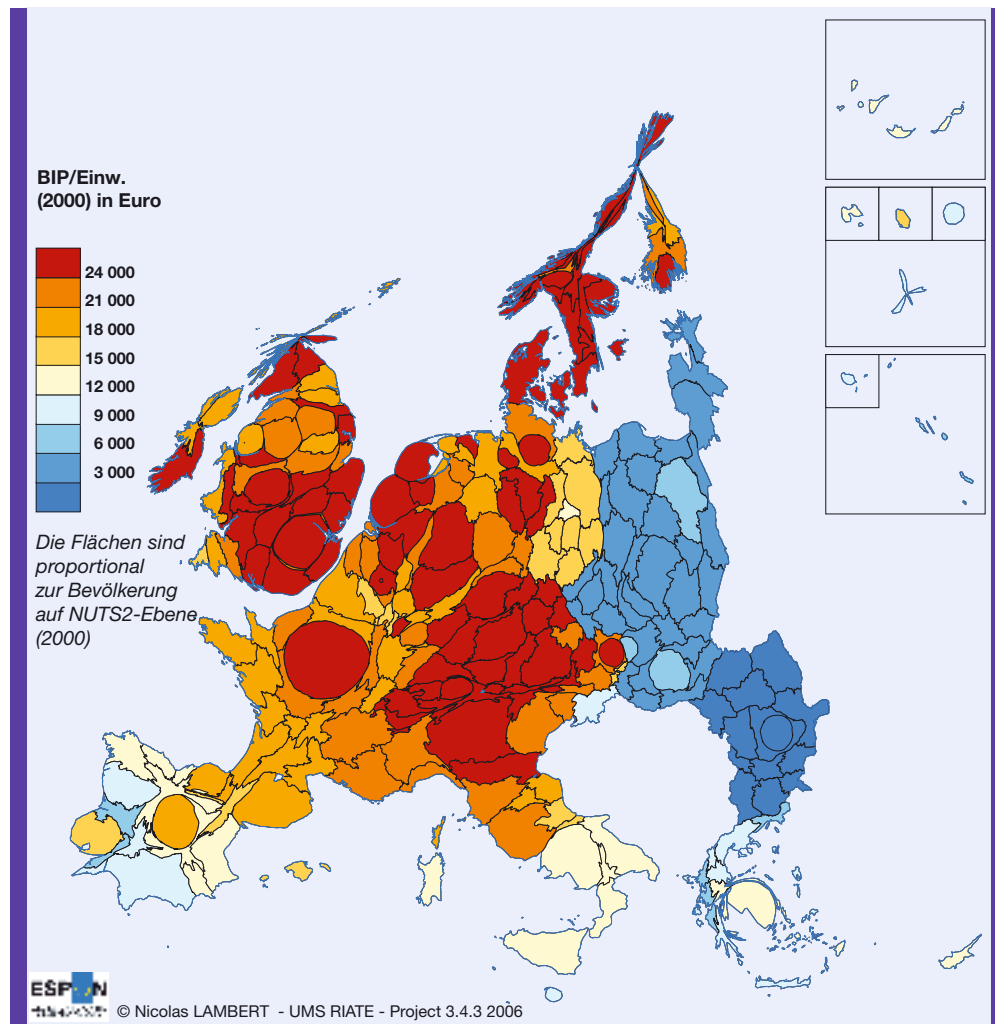 BIP/Einw.
(2000) in Euro
24 000
21 000
18 000
15 000
12 000
9 000
6 000
3 000
Die Flächen sind
proportional
zur Bevölkerung
auf NUTS2-Ebene
(2000)
© Nicolas LAMBERT - UMS RIATE - Project 3.4.3 2006